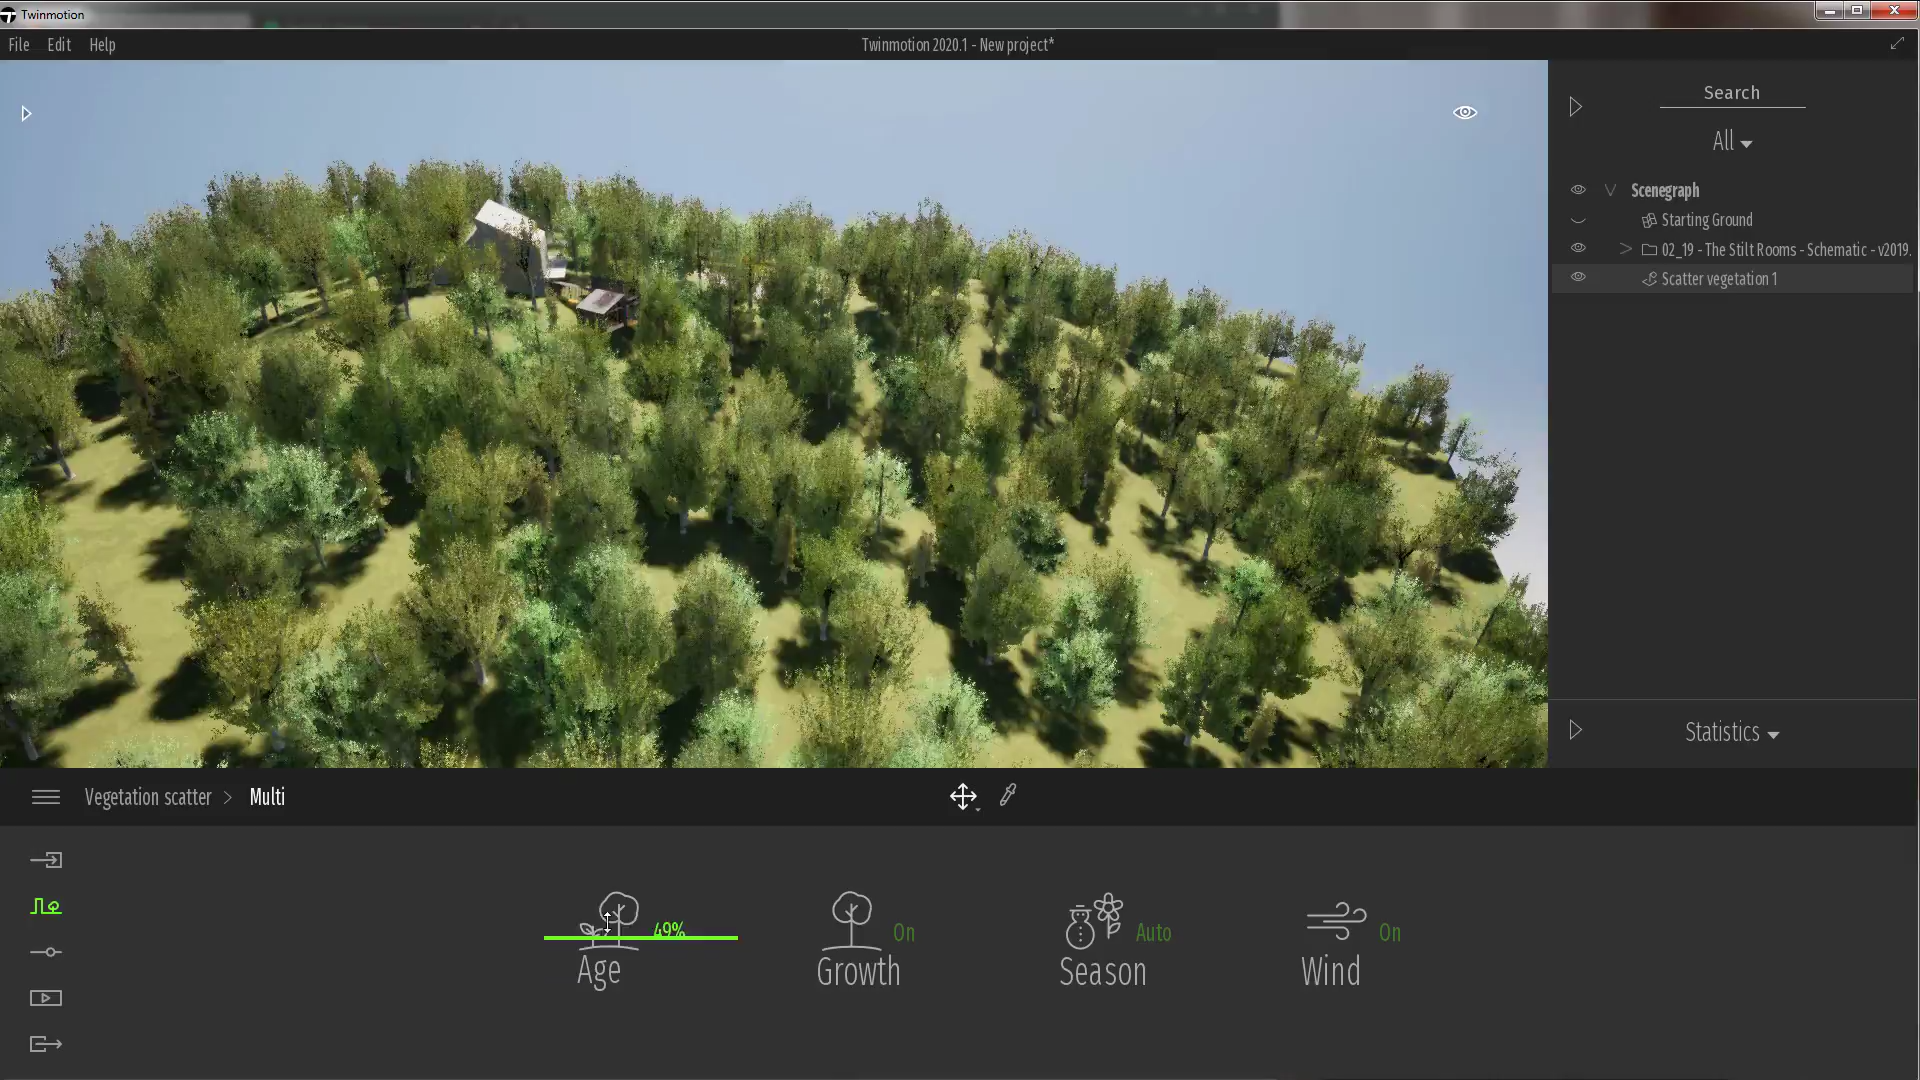 Twinmotion
File Edit Help
Twinmotion 2020.1 - New project*
Search
All
Scenegraph
Starting Ground
02_19 - The Stilt Rooms - Schematic - v2019.
Scatter vegetation 1
Statistics
Vegetation scatter > Multi
49%
Age
On
Growth
Auto
Season
On
Wind